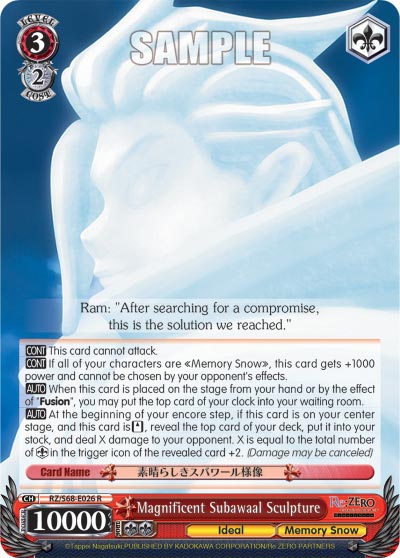 LEVEL
3
2
COST
SAMPLE
Ram: "After searching for a compromise,
this is the solution we reached."
CONT This card cannot attack.
CONT If all of your characters are «Memory Snow», this card gets +1000
power and cannot be chosen by your opponent's effects.
AUTO When this card is placed on the stage from your hand or by the effect
of "Fusion", you may put the top card of your clock into your waiting room.
AUTO At the beginning of your encore step, if this card is on your center
stage, and this card is [], reveal the top card of your deck, put it into your
stock, and deal X damage to your opponent. X is equal to the total number
of in the trigger icon of the revealed card +2. (Damage may be canceled)
Card Name 素晴らしきスバワール様像
CH RZ/S68-E026 R
Magnificent Subawaal Sculpture
Re:ZERO
POWER 10000 SOUL Ideal Memory Snow
©Tappei Nagatsuki,PUBLISHED BY KADOKAWA CORPORATION/Re:ZERO PARTNERS